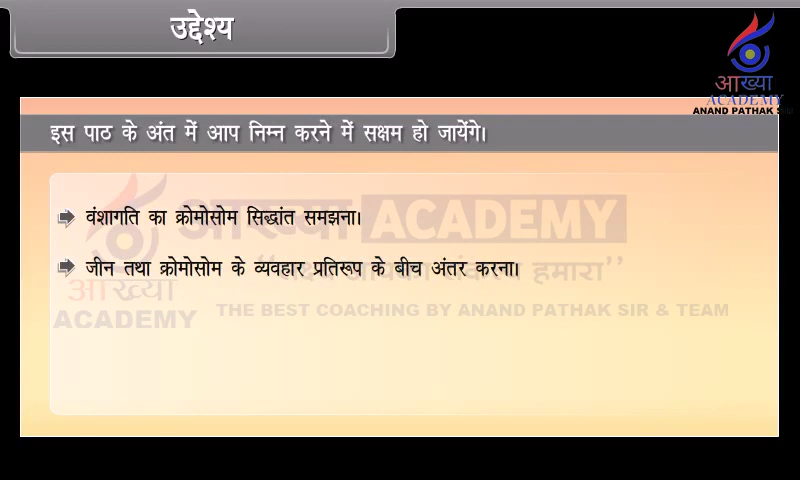 उद्देश्य
आख्या
ACADEMY
ANAND PATHAK SIR
इस पाठ के अंत में आप निम्न करने में सक्षम हो जायेंगे।
वंशागति का क्रोमोसोम सिद्धांत समझना।
आख्या ACADEMY
जीन तथा क्रोमोसोम के व्यवहार प्रतिरूप के बीच अंतर करना।
हमारा’’
आख्या
ACADEMY
THE BEST COACHING BY ANAND PATHAK SIR & TEAM